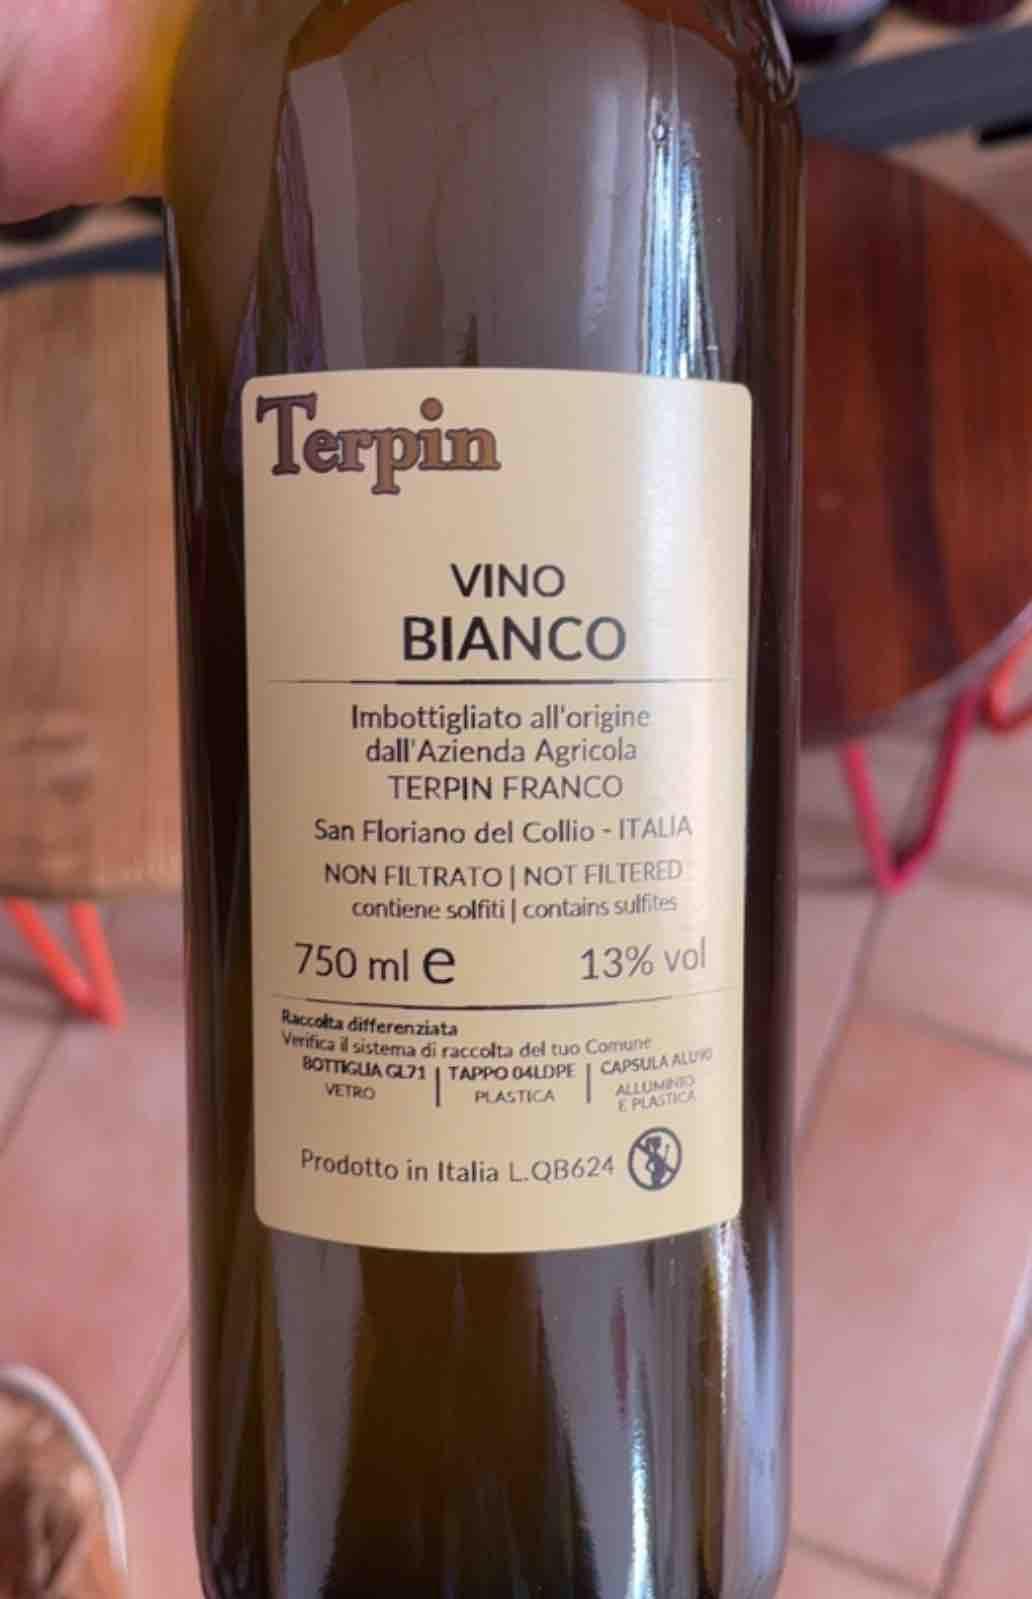 Terpin
VINO
BIANCO
Imbottigliato all'origine
dall'Azienda Agricola
TERPIN FRANCO
San Floriano del Collio - ITALIA
NON FILTRATO | NOT FILTERED
contiene solfiti | contains sulfites
750 ml e 13% vol
Raccolta differenziata
Verifica il sistema di raccolta del tuo Comune
BOTTIGLIA GL71 | TAPPO 04LDPE | CAPSULA ALU90
VETRO PLASTICA ALLUMINIO
E PLASTICA
Prodotto in Italia L.QB624